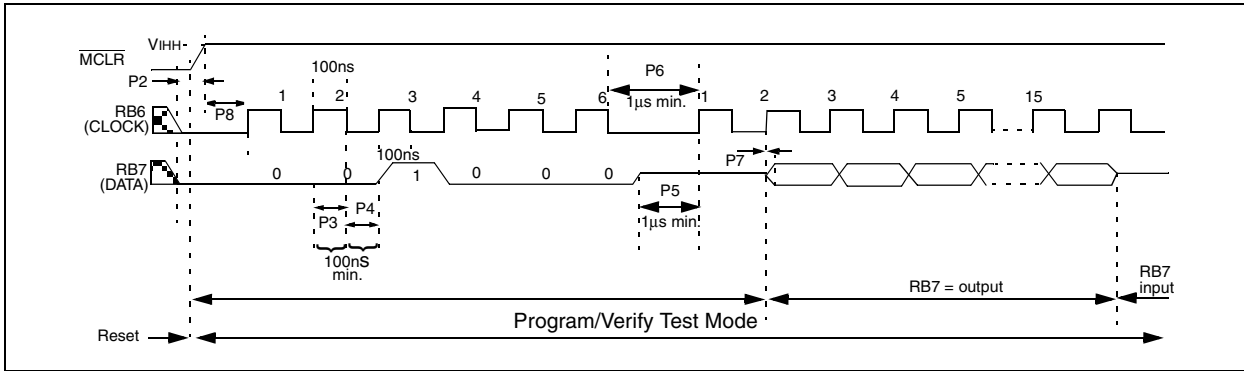 VIHH
MCLR
P2
100ns
P6
1µs min.
P8
1 2 3 4 5 6 1 2 3 4 5 15
RB6
(CLOCK)
100ns
P7
RB7
(DATA)
0 0 1 0 0 0
P5
1µs min.
P3 P4
100ns
min.
RB7 = output
RB7
input
Program/Verify Test Mode
Reset